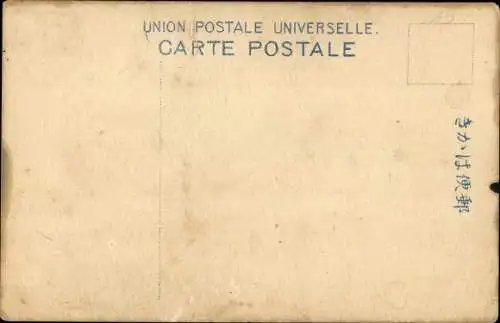 UNION POSTALE UNIVERSELLE.
CARTE POSTALE
きかは便郵